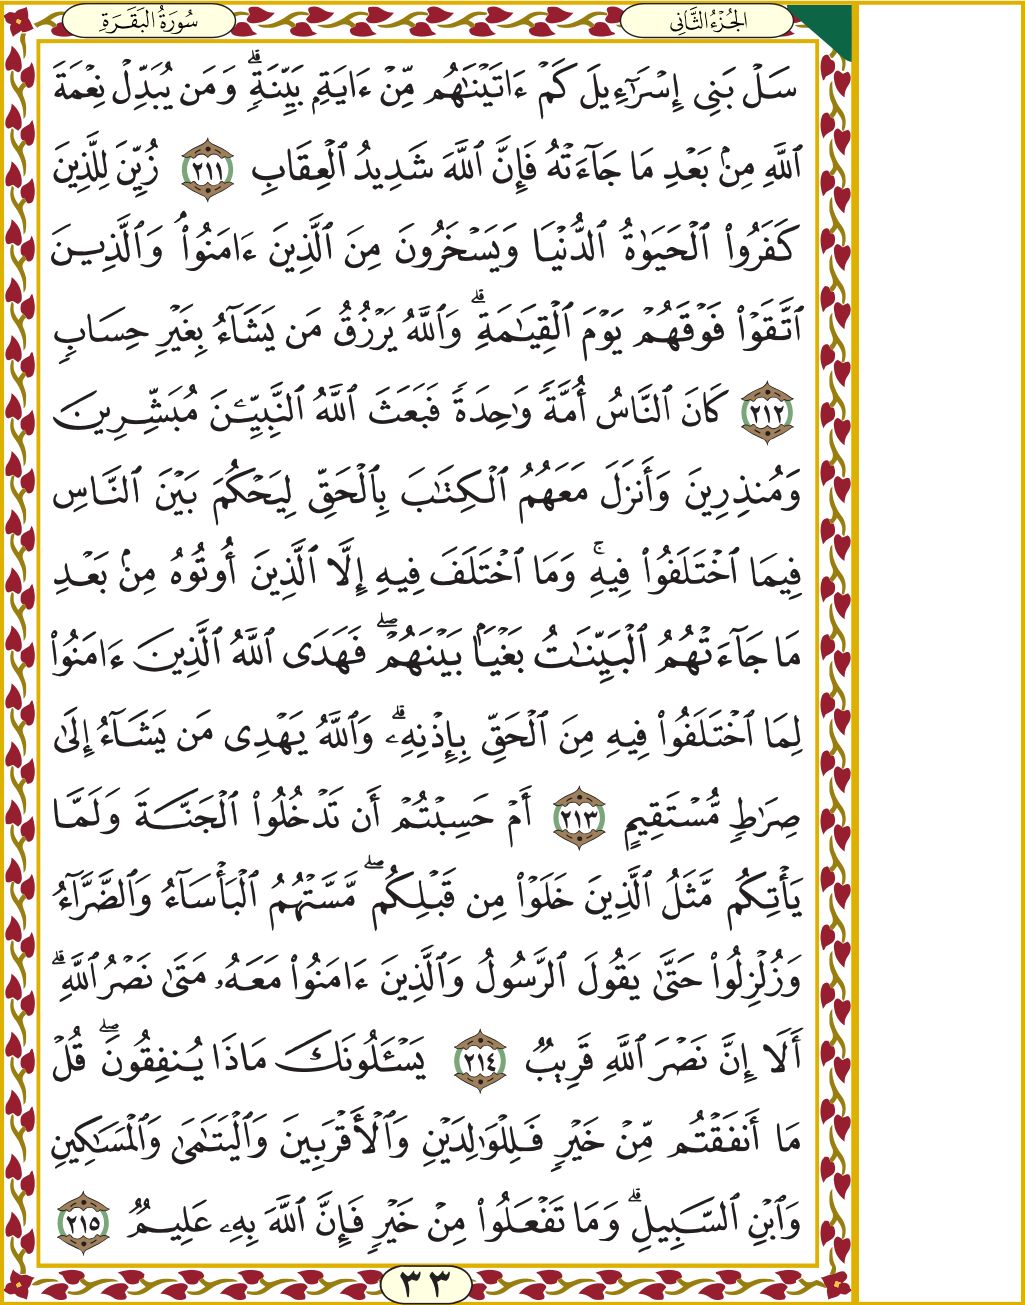 الجُزْءُ الثَّانِي
سُورَةُ البَقَرَةِ
سَلْ بَنِىٓ إِسْرَٰٓءِيلَ كَمْ ءَاتَيْنَٰهُم مِّنْ ءَايَةِۭ بَيِّنَةٍۗ وَمَن يُبَدِّلْ نِعْمَةَ
ٱللَّهِ مِنۢ بَعْدِ مَا جَآءَتْهُ فَإِنَّ ٱللَّهَ شَدِيدُ ٱلْعِقَابِ ٢١١ زُيِّنَ لِلَّذِينَ
كَفَرُوا۟ ٱلْحَيَوٰةُ ٱلدُّنْيَا وَيَسْخَرُونَ مِنَ ٱلَّذِينَ ءَامَنُوا۟ۘ وَٱلَّذِينَ
ٱتَّقَوْا۟ فَوْقَهُمْ يَوْمَ ٱلْقِيَٰمَةِۗ وَٱللَّهُ يَرْزُقُ مَن يَشَآءُ بِغَيْرِ حِسَابٍ
٢١٢ كَانَ ٱلنَّاسُ أُمَّةً وَٰحِدَةً فَبَعَثَ ٱللَّهُ ٱلنَّبِيِّـۧنَ مُبَشِّرِينَ
وَمُنذِرِينَ وَأَنزَلَ مَعَهُمُ ٱلْكِتَٰبَ بِٱلْحَقِّ لِيَحْكُمَ بَيْنَ ٱلنَّاسِ
فِيمَا ٱخْتَلَفُوا۟ فِيهِۚ وَمَا ٱخْتَلَفَ فِيهِ إِلَّا ٱلَّذِينَ أُوتُوهُ مِنۢ بَعْدِ
مَا جَآءَتْهُمُ ٱلْبَيِّنَٰتُ بَغْيًۢا بَيْنَهُمْۖ فَهَدَى ٱللَّهُ ٱلَّذِينَ ءَامَنُوا۟
لِمَا ٱخْتَلَفُوا۟ فِيهِ مِنَ ٱلْحَقِّ بِإِذْنِهِۦۗ وَٱللَّهُ يَهْدِى مَن يَشَآءُ إِلَىٰ
صِرَٰطٍ مُّسْتَقِيمٍ ٢١٣ أَمْ حَسِبْتُمْ أَن تَدْخُلُوا۟ ٱلْجَنَّةَ وَلَمَّا
يَأْتِكُم مَّثَلُ ٱلَّذِينَ خَلَوْا۟ مِن قَبْلِكُمۖ مَّسَّتْهُمُ ٱلْبَأْسَآءُ وَٱلضَّرَّآءُ
وَزُلْزِلُوا۟ حَتَّىٰ يَقُولَ ٱلرَّسُولُ وَٱلَّذِينَ ءَامَنُوا۟ مَعَهُۥ مَتَىٰ نَصْرُ ٱللَّهِۗ
أَلَآ إِنَّ نَصْرَ ٱللَّهِ قَرِيبٌ ٢١٤ يَسْـَٔلُونَكَ مَاذَا يُنفِقُونَۖ قُلْ
مَآ أَنفَقْتُم مِّنْ خَيْرٍ فَلِلْوَٰلِدَيْنِ وَٱلْأَقْرَبِينَ وَٱلْيَتَٰمَىٰ وَٱلْمَسَٰكِينِ
وَٱبْنِ ٱلسَّبِيلِۗ وَمَا تَفْعَلُوا۟ مِنْ خَيْرٍ فَإِنَّ ٱللَّهَ بِهِۦ عَلِيمٌ ٢١٥
٣٣